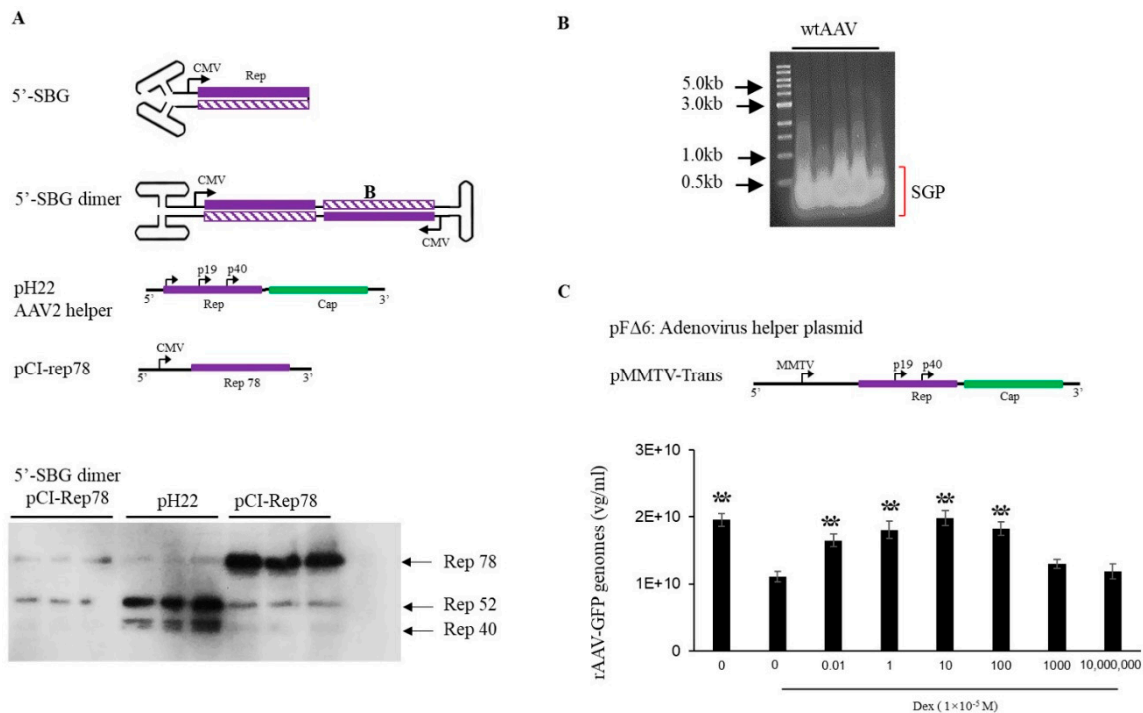 A
5'-SBG
CMV
Rep
5'-SBG dimer
CMV
B
CMV
pH22
AAV2 helper
p19
p40
5'
Rep
Cap
3'
pCI-rep78
CMV
5'
Rep 78
3'
5'-SBG dimer
pCI-Rep78
pH22
pCI-Rep78
Rep 78
Rep 52
Rep 40
B
wtAAV
5.0kb
3.0kb
1.0kb
0.5kb
SGP
C
pFΔ6: Adenovirus helper plasmid
pMMTV-Trans
MMTV
p19
p40
5'
Rep
Cap
3'
rAAV-GFP genomes (vg/ml)
3E+10
2E+10
1E+10
0
** ** ** ** **
0 0 0.01 1 10 100 1000 10,000,000
Dex ( 1×10⁻⁵ M)